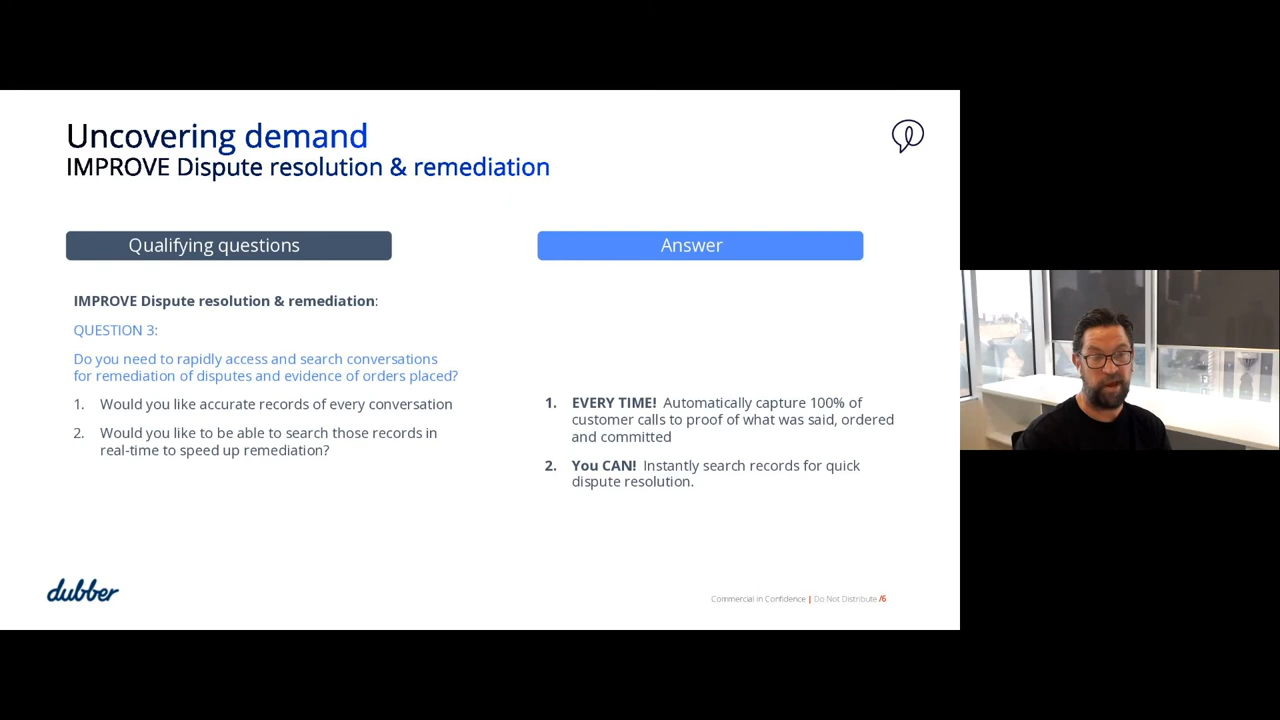 Uncovering demand
IMPROVE Dispute resolution & remediation
Qualifying questions
Answer
IMPROVE Dispute resolution & remediation:
QUESTION 3:
Do you need to rapidly access and search conversations
for remediation of disputes and evidence of orders placed?
1. Would you like accurate records of every conversation
2. Would you like to be able to search those records in
real-time to speed up remediation?
1. EVERY TIME! Automatically capture 100% of
customer calls to proof of what was said, ordered
and committed
2. You CAN! Instantly search records for quick
dispute resolution.
dubber
Commercial in Confidence | Do Not Distribute /6